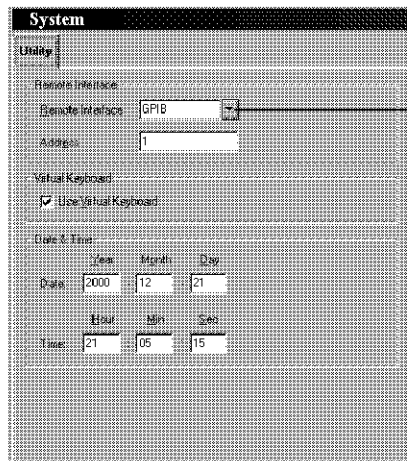 System
Utility
Remote Interface
Remote Interface GPIB
Address 1
Virtual Keyboard
Use Virtual Keyboard
Date & Time
Year Month Day
Date: 2000 12 21
Hour Min Sec
Time: 21 05 15